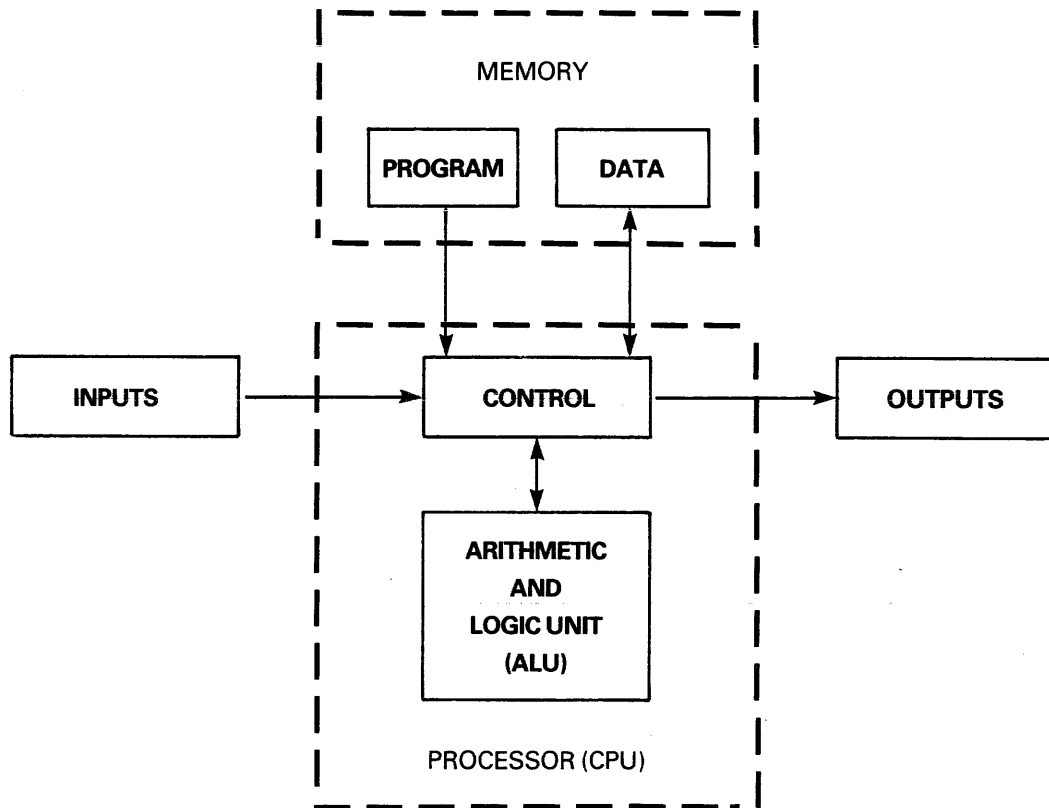 MEMORY
PROGRAM
DATA
INPUTS
CONTROL
OUTPUTS
ARITHMETIC
AND
LOGIC UNIT
(ALU)
PROCESSOR (CPU)